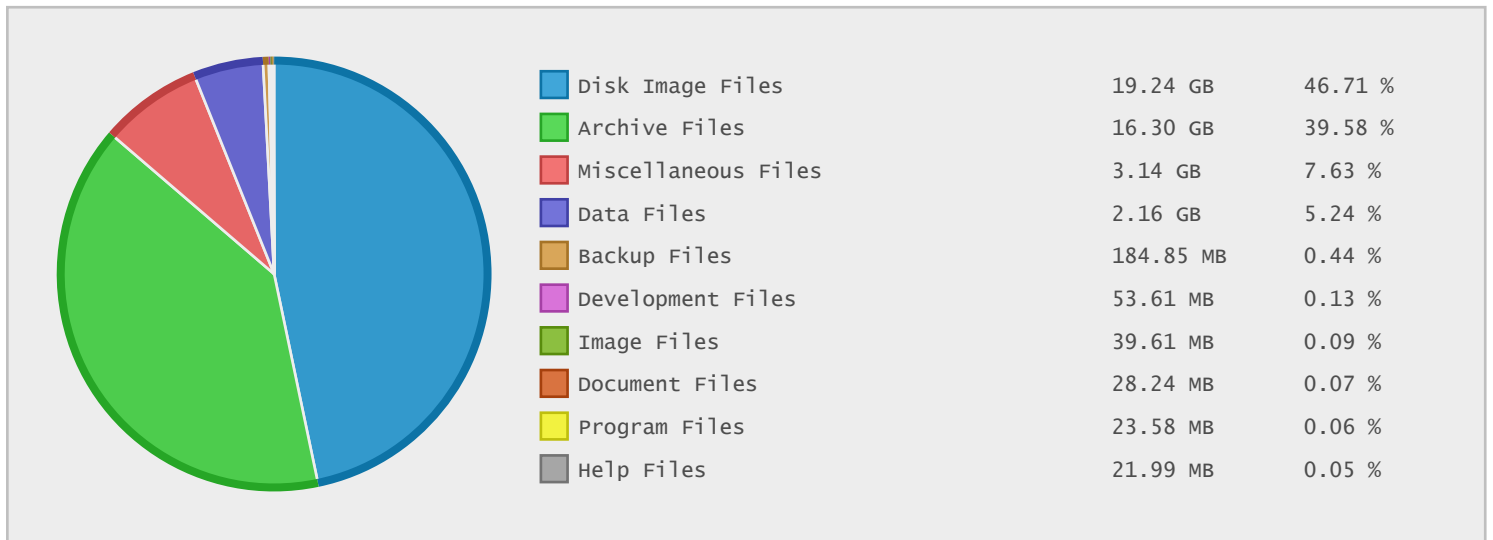 Disk Image Files 19.24 GB 46.71 %
Archive Files 16.30 GB 39.58 %
Miscellaneous Files 3.14 GB 7.63 %
Data Files 2.16 GB 5.24 %
Backup Files 184.85 MB 0.44 %
Development Files 53.61 MB 0.13 %
Image Files 39.61 MB 0.09 %
Document Files 28.24 MB 0.07 %
Program Files 23.58 MB 0.06 %
Help Files 21.99 MB 0.05 %